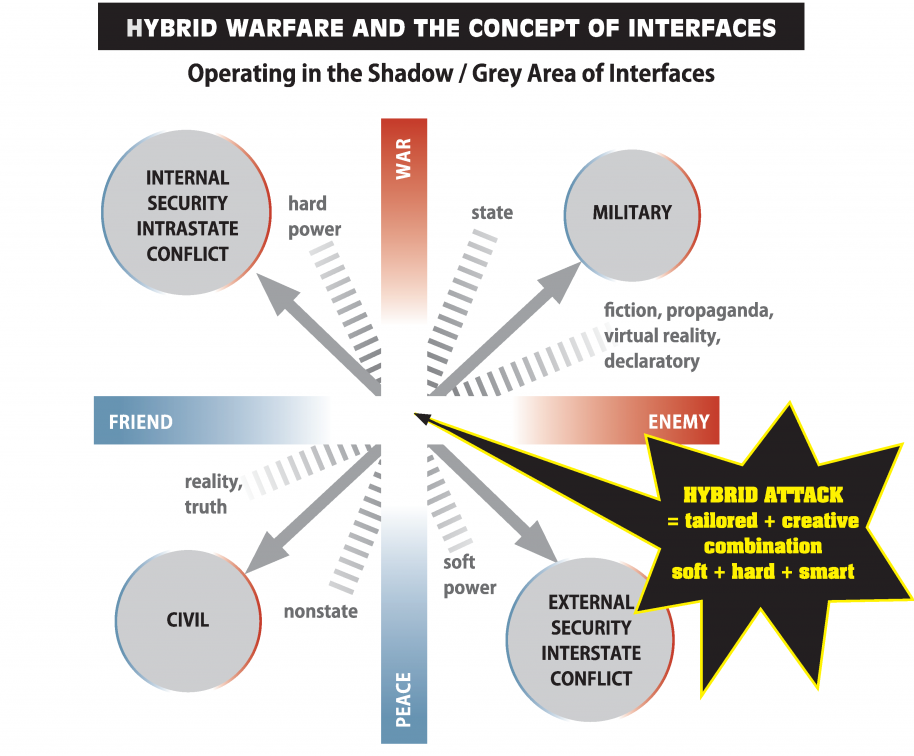 HYBRID WARFARE AND THE CONCEPT OF INTERFACES
Operating in the Shadow / Grey Area of Interfaces
WAR
INTERNAL
SECURITY
INTRASTATE
CONFLICT
hard
power
state
MILITARY
fiction, propaganda,
virtual reality,
declaratory
FRIEND
ENEMY
HYBRID ATTACK
= tailored + creative
combination
soft + hard + smart
reality,
truth
CIVIL
nonstate
soft
power
EXTERNAL
SECURITY
INTERSTATE
CONFLICT
PEACE